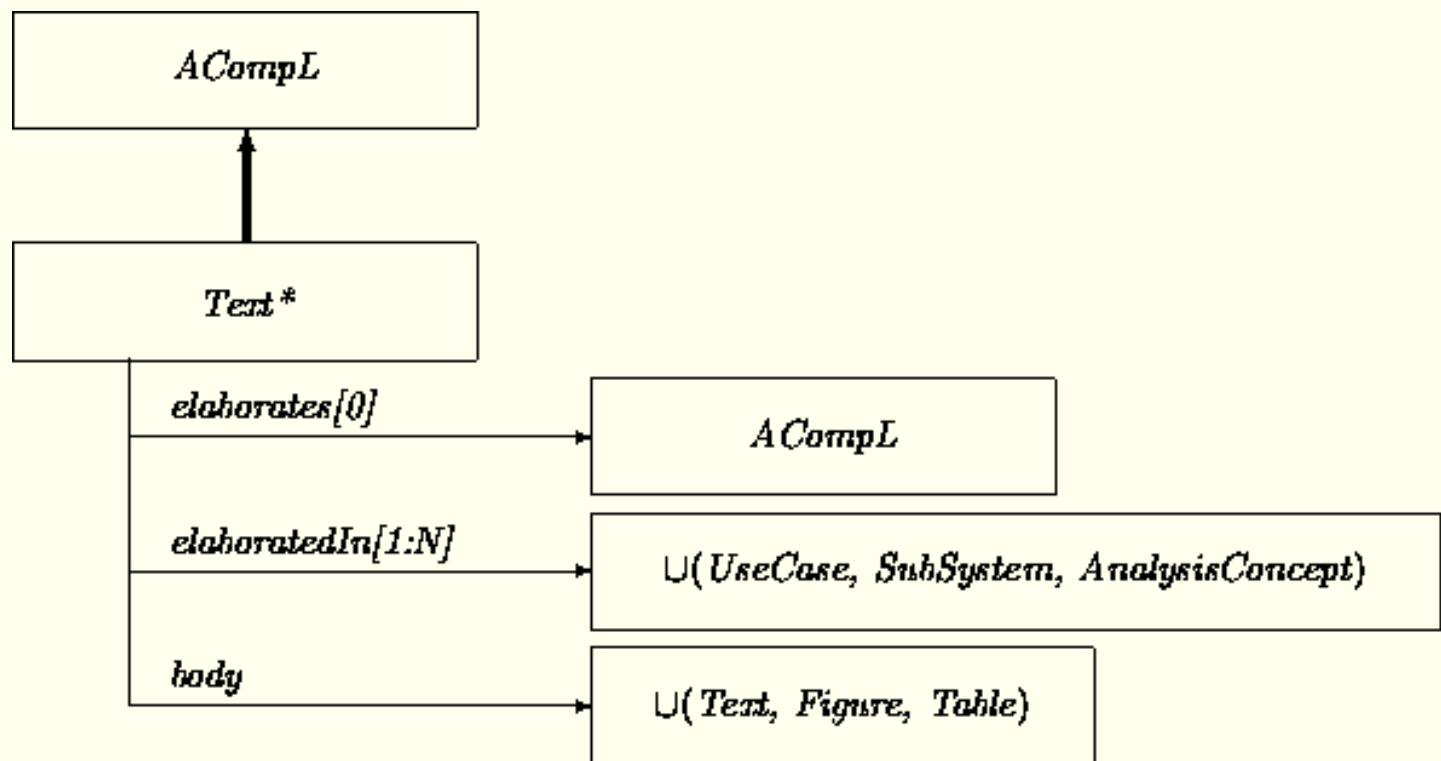 ACompL
Text*
elaborates[0]
ACompL
elaboratedIn[1:N]
∪(UseCase, SubSystem, AnalysisConcept)
body
∪(Text, Figure, Table)